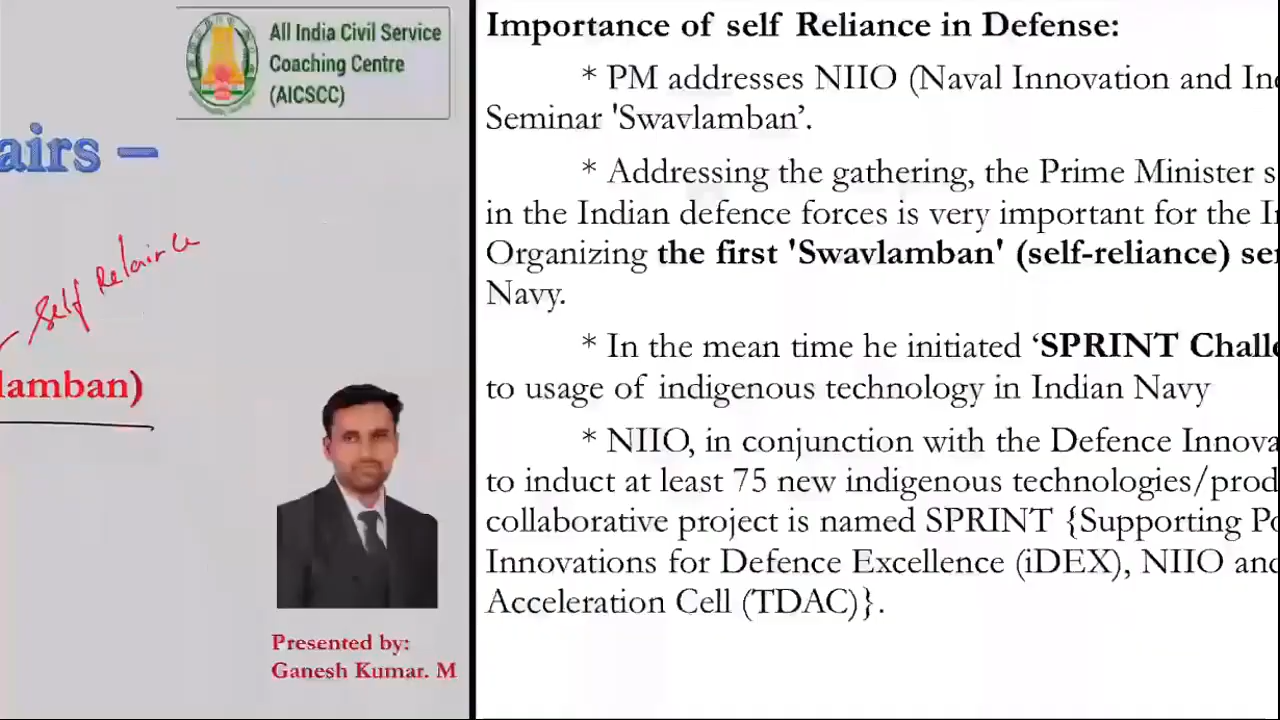 All India Civil Service
Coaching Centre
(AICSCC)
airs –
self Relaince
lamban)
Presented by:
Ganesh Kumar. M
Importance of self Reliance in Defense:
* PM addresses NIIO (Naval Innovation and In
Seminar 'Swavlamban’.
* Addressing the gathering, the Prime Minister s
in the Indian defence forces is very important for the I
Organizing the first 'Swavlamban' (self-reliance) se
Navy.
* In the mean time he initiated ‘SPRINT Challe
to usage of indigenous technology in Indian Navy
* NIIO, in conjunction with the Defence Innova
to induct at least 75 new indigenous technologies/prod
collaborative project is named SPRINT {Supporting Po
Innovations for Defence Excellence (iDEX), NIIO and
Acceleration Cell (TDAC)}.